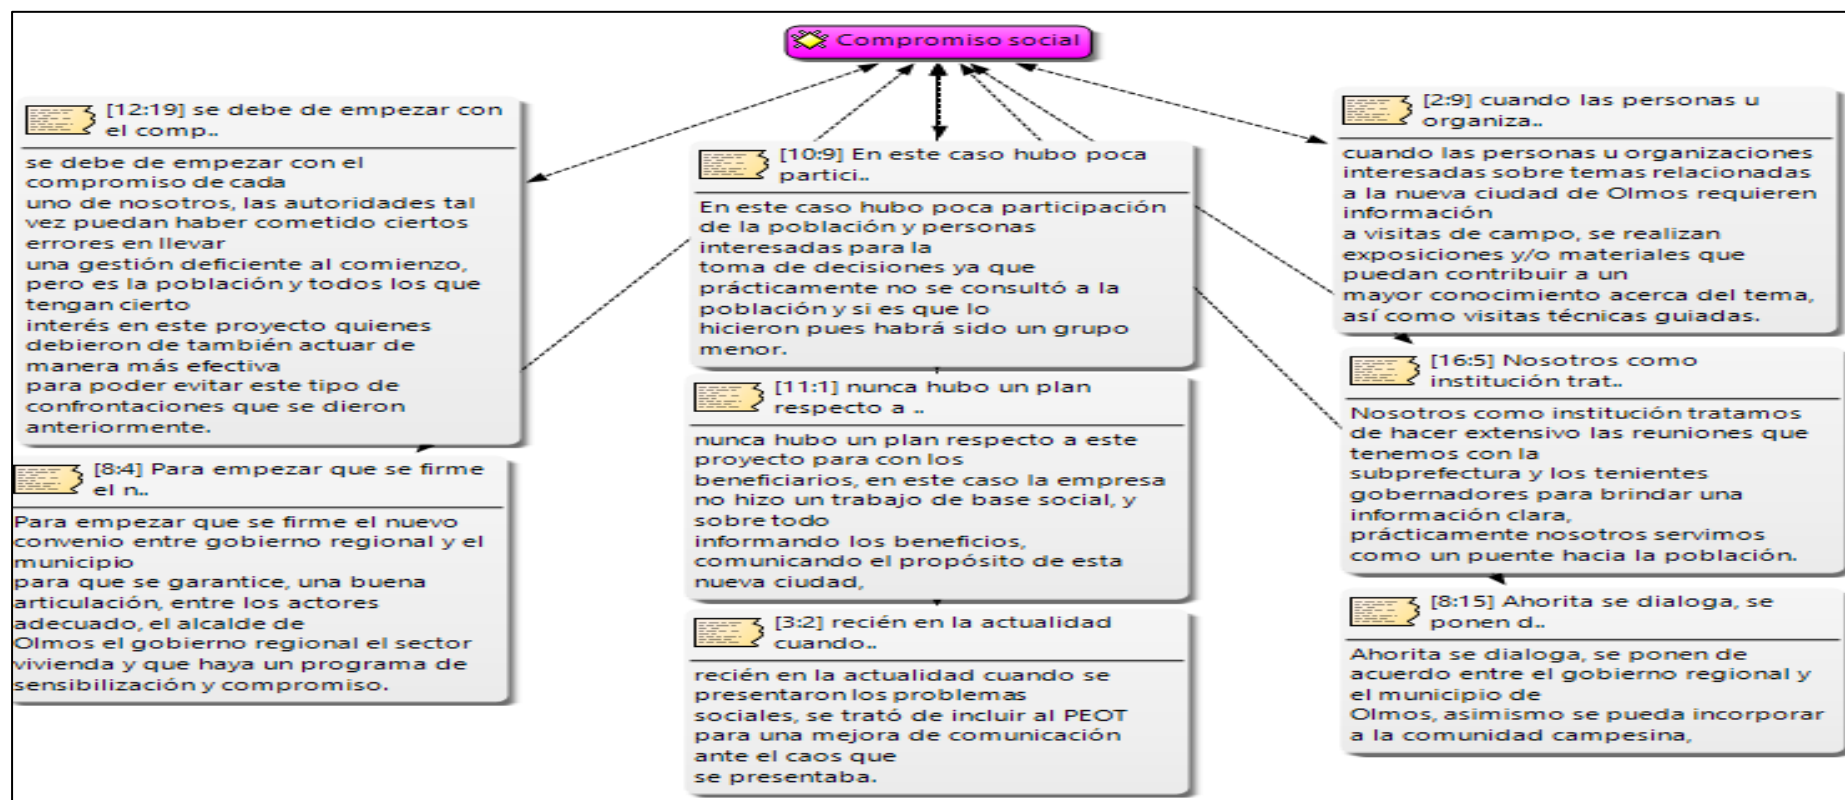 Compromiso social
[12:19] se debe de empezar con
el comp..
se debe de empezar con el
compromiso de cada
uno de nosotros, las autoridades tal
vez puedan haber cometido ciertos
errores en llevar
una gestión deficiente al comienzo,
pero es la población y todos los que
tengan cierto
interés en este proyecto quienes
debieron de también actuar de
manera más efectiva
para poder evitar este tipo de
confrontaciones que se dieron
anteriormente.
[8:4] Para empezar que se firme
el n..
Para empezar que se firme el nuevo
convenio entre gobierno regional y el
municipio
para que se garantice, una buena
articulación, entre los actores
adecuado, el alcalde de
Olmos el gobierno regional el sector
vivienda y que haya un programa de
sensibilización y compromiso.
[10:9] En este caso hubo poca
partici..
En este caso hubo poca participación
de la población y personas
interesadas para la
toma de decisiones ya que
prácticamente no se consultó a la
población y si es que lo
hicieron pues habrá sido un grupo
menor.
[11:1] nunca hubo un plan
respecto a ..
nunca hubo un plan respecto a este
proyecto para con los
beneficiarios, en este caso la empresa
no hizo un trabajo de base social, y
sobre todo
informando los beneficios,
comunicando el propósito de esta
nueva ciudad,
[3:2] recién en la actualidad
cuando..
recién en la actualidad cuando se
presentaron los problemas
sociales, se trató de incluir al PEOT
para una mejora de comunicación
ante el caos que
se presentaba.
[2:9] cuando las personas u
organiza..
cuando las personas u organizaciones
interesadas sobre temas relacionadas
a la nueva ciudad de Olmos requieren
información
a visitas de campo, se realizan
exposiciones y/o materiales que
puedan contribuir a un
mayor conocimiento acerca del tema,
así como visitas técnicas guiadas.
[16:5] Nosotros como
institución trat..
Nosotros como institución tratamos
de hacer extensivo las reuniones que
tenemos con la
subprefectura y los tenientes
gobernadores para brindar una
información clara,
prácticamente nosotros servimos
como un puente hacia la población.
[8:15] Ahorita se dialoga, se
ponen d..
Ahorita se dialoga, se ponen de
acuerdo entre el gobierno regional y
el municipio de
Olmos, asimismo se pueda incorporar
a la comunidad campesina,